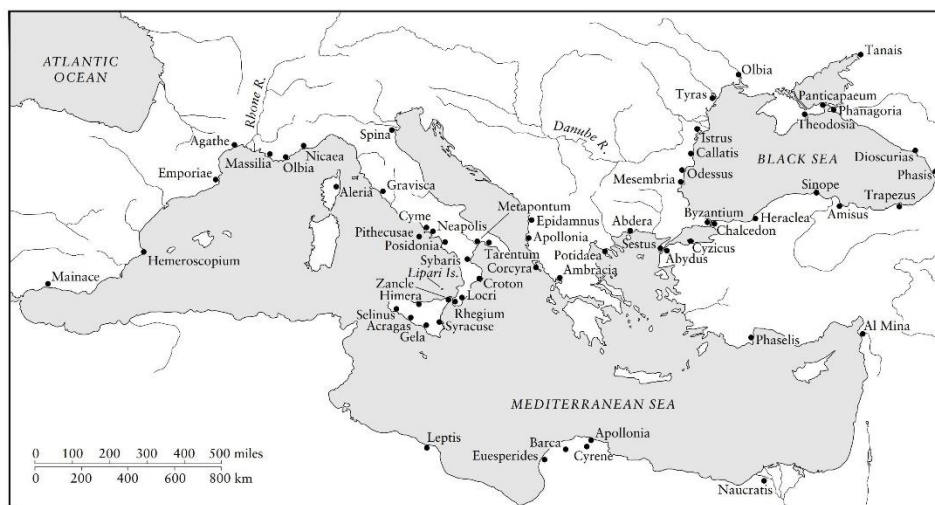 ATLANTIC
OCEAN
Rhone R.
Agathe
Massilia
Olbia
Nicaea
Emporiae
Hemeroscopium
Mainace
Spina
Aleria
Gravisca
Cyme
Neapolis
Pithecusae
Posidonia
Metapontum
Sybaris
Tarentum
Lipari Is.
Croton
Zancle
Himera
Locri
Rhegium
Selinus
Acragas
Gela
Syracuse
Danube R.
Epidamnus
Apollonia
Corcyra
Ambracia
Potidaea
Abdera
Sestus
Abydus
Cyzicus
Byzantium
Chalcedon
Heraclea
Mesembria
Odessus
Callatis
Istrus
Tyras
Olbia
Tanais
Panticapaeum
Phanagoria
Theodosia
BLACK SEA
Dioscurias
Phasis
Sinope
Trapezus
Amisus
Phaselis
Al Mina
MEDITERRANEAN SEA
Leptis
Euesperides
Barca
Apollonia
Cyrene
Naucratis
0 100 200 300 400 500 miles
0 200 400 600 800 km